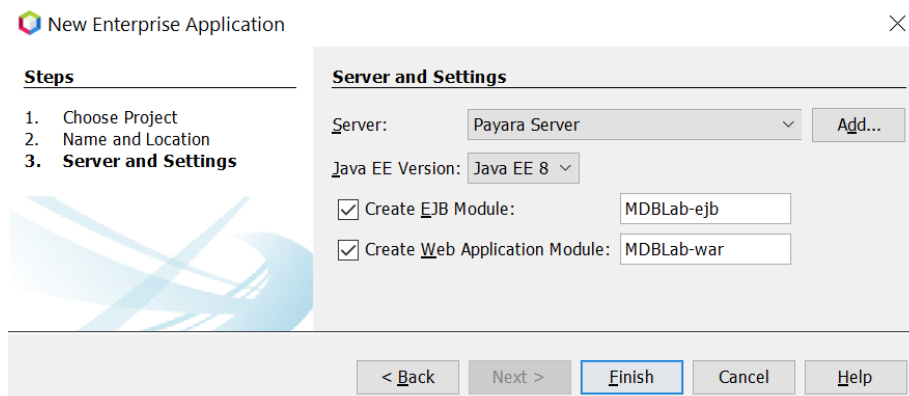 New Enterprise Application
Steps
1. Choose Project
2. Name and Location
3. Server and Settings
Server and Settings
Server: Payara Server Add...
Java EE Version: Java EE 8
Create EJB Module: MDBLab-ejb
Create Web Application Module: MDBLab-war
< Back Next > Finish Cancel Help